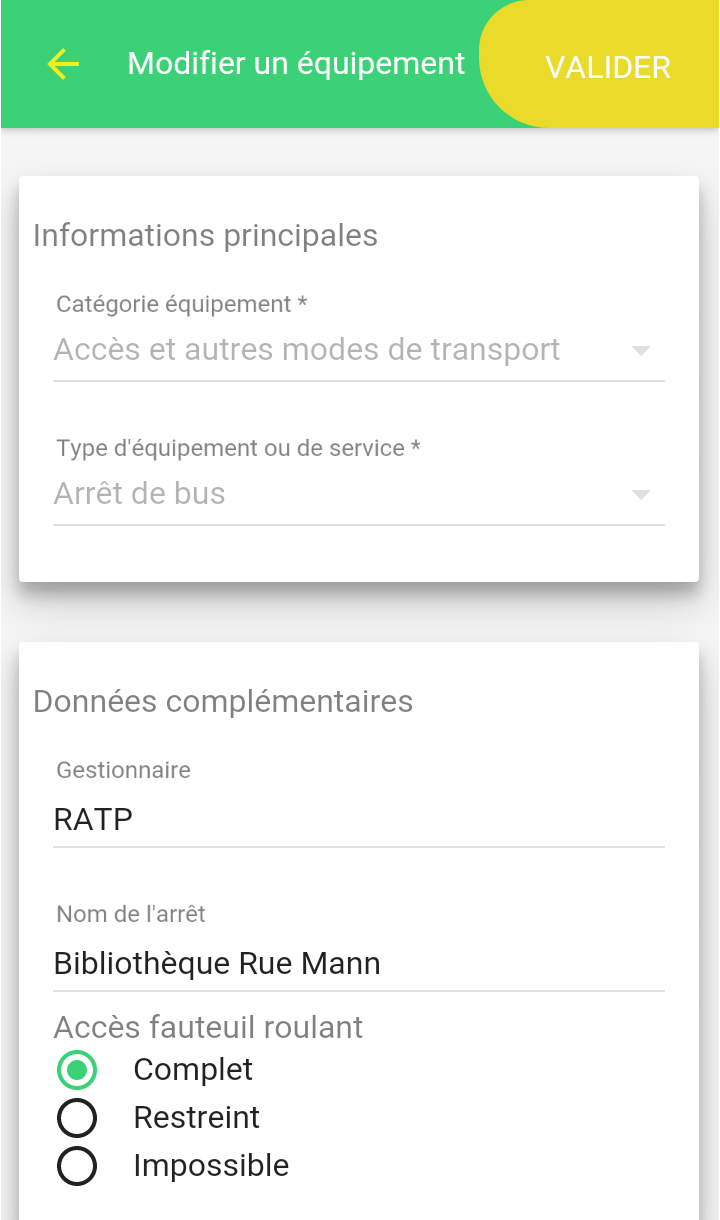 Modifier un équipement
VALIDER
Informations principales
Catégorie équipement *
Accès et autres modes de transport
Type d'équipement ou de service *
Arrêt de bus
Données complémentaires
Gestionnaire
RATP
Nom de l'arrêt
Bibliothèque Rue Mann
Accès fauteuil roulant
Complet
Restreint
Impossible